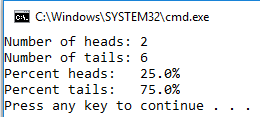 C:\Windows\SYSTEM32\cmd.exe
Number of heads: 2
Number of tails: 6
Percent heads:   25.0%
Percent tails:   75.0%
Press any key to continue . . .